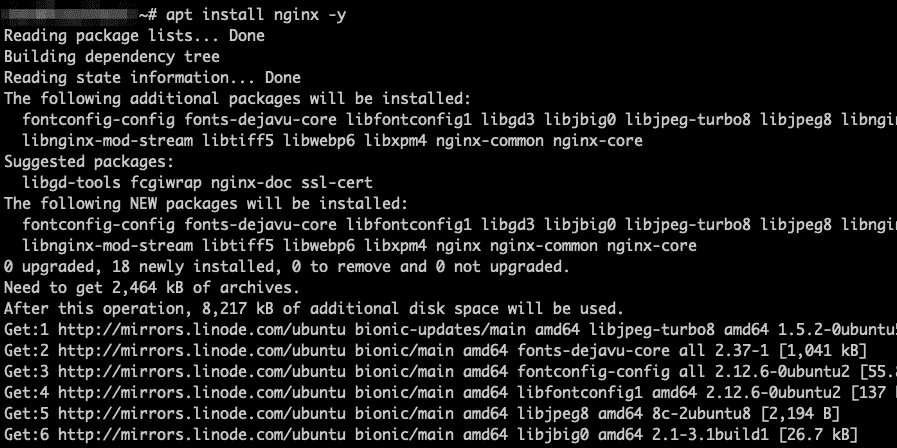 ~# apt install nginx -y
Reading package lists... Done
Building dependency tree
Reading state information... Done
The following additional packages will be installed:
fontconfig-config fonts-dejavu-core libfontconfig1 libgd3 libjbig0 libjpeg-turbo8 libjpeg8 libngi
libnginx-mod-stream libtiff5 libwebp6 libxpm4 nginx-common nginx-core
Suggested packages:
libgd-tools fcgiwrap nginx-doc ssl-cert
The following NEW packages will be installed:
fontconfig-config fonts-dejavu-core libfontconfig1 libgd3 libjbig0 libjpeg-turbo8 libjpeg8 libngi
libnginx-mod-stream libtiff5 libwebp6 libxpm4 nginx nginx-common nginx-core
0 upgraded, 18 newly installed, 0 to remove and 0 not upgraded.
Need to get 2,464 kB of archives.
After this operation, 8,217 kB of additional disk space will be used.
Get:1 http://mirrors.linode.com/ubuntu bionic-updates/main amd64 libjpeg-turbo8 amd64 1.5.2-0ubuntu5
Get:2 http://mirrors.linode.com/ubuntu bionic/main amd64 fonts-dejavu-core all 2.37-1 [1,041 kB]
Get:3 http://mirrors.linode.com/ubuntu bionic/main amd64 fontconfig-config all 2.12.6-0ubuntu2 [55.8
Get:4 http://mirrors.linode.com/ubuntu bionic/main amd64 libfontconfig1 amd64 2.12.6-0ubuntu2 [137
Get:5 http://mirrors.linode.com/ubuntu bionic/main amd64 libjpeg8 amd64 8c-2ubuntu8 [2,194 B]
Get:6 http://mirrors.linode.com/ubuntu bionic/main amd64 libjbig0 amd64 2.1-3.1build1 [26.7 kB]